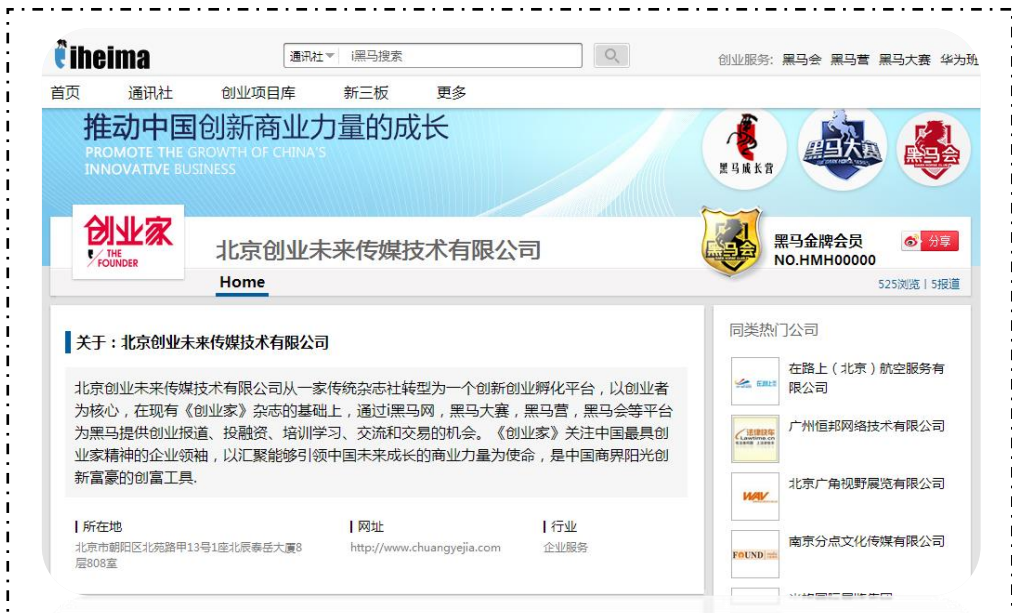 iheima
通讯社 i黑马搜索
创业服务: 黑马会 黑马营 黑马大赛 华为班
首页 通讯社 创业项目库 新三板 更多
推动中国创新商业力量的成长
PROMOTE THE GROWTH OF CHINA'S
INNOVATIVE BUSINESS
黑马成长营
黑马大赛
黑马会
创业家
THE
FOUNDER
北京创业未来传媒技术有限公司
黑马会
黑马金牌会员
NO.HMH00000
分享
Home
525浏览 | 5报道
关于：北京创业未来传媒技术有限公司
北京创业未来传媒技术有限公司从一家传统杂志社转型为一个创新创业孵化平台，以创业者
为核心，在现有《创业家》杂志的基础上，通过i黑马网，黑马大赛，黑马营，黑马会等平台
为黑马提供创业报道、投融资、培训学习、交流和交易的机会。《创业家》关注中国最具创
业家精神的企业领袖，以汇聚能够引领中国未来成长的商业力量为使命，是中国商界阳光创
新富豪的创富工具.
所在地
北京市朝阳区北苑路甲13号1座北辰泰岳大厦8
层808室
网址
http://www.chuangyejia.com
行业
企业服务
同类热门公司
在路上
在路上（北京）航空服务有
限公司
法律快车
Lawtime.cn
广州恒邦网络技术有限公司
WAV
北京广角视野展览有限公司
FOUND
南京分点文化传媒有限公司